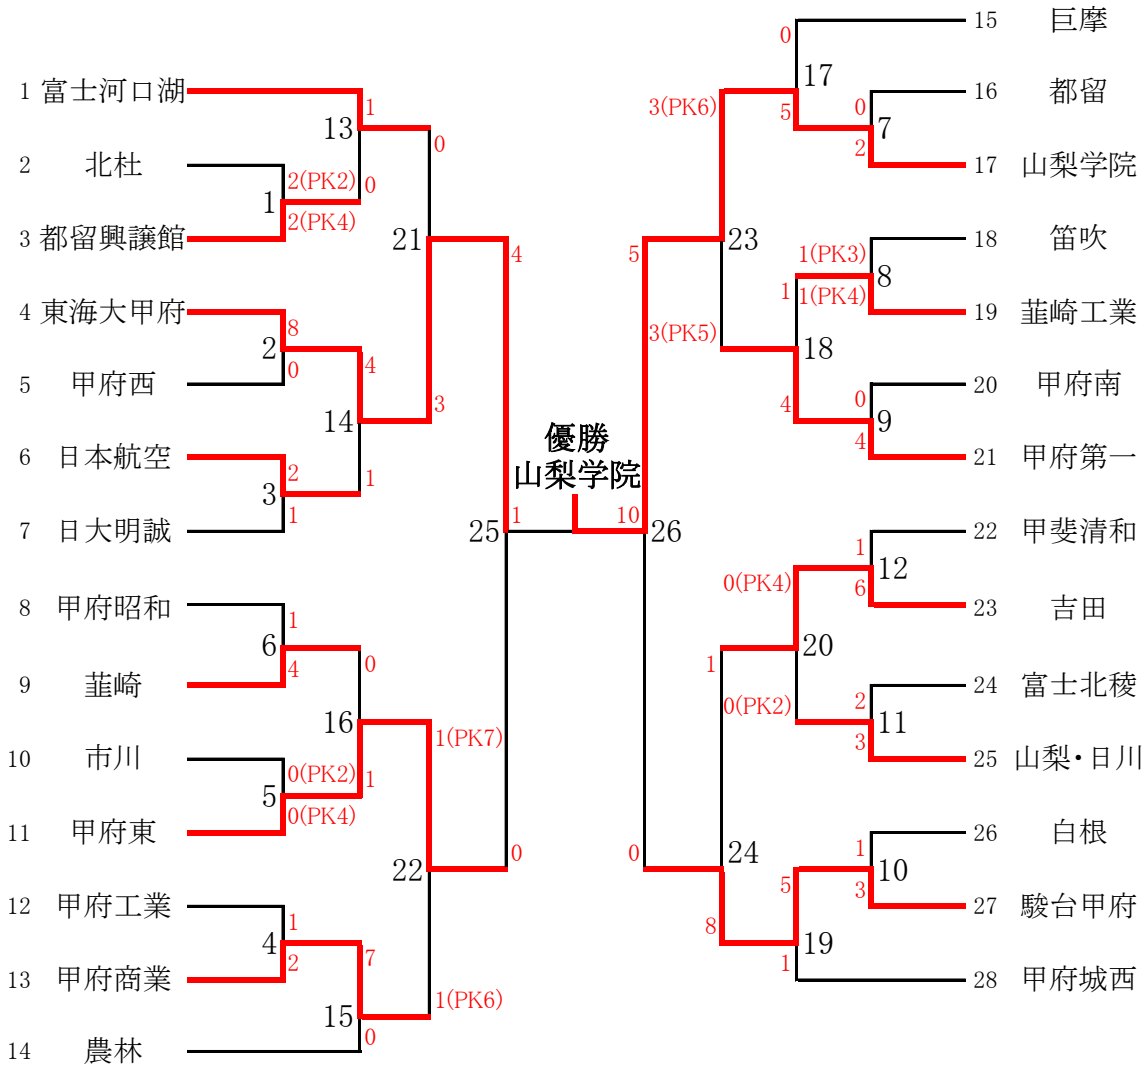 1 富士河口湖
2 北杜
3 都留興譲館
4 東海大甲府
5 甲府西
6 日本航空
7 日大明誠
8 甲府昭和
9 韮崎
10 市川
11 甲府東
12 甲府工業
13 甲府商業
14 農林
1
13
0
2(PK2)
0
1
2(PK4)
21
4
8
2
0
4
3
14
2
1
3
1
25
1
1
6
4
0
16
1(PK7)
0(PK2)
1
5
0(PK4)
22
0
1
4
2
7
1(PK6)
15
0
優勝
山梨学院
10
26
0
17
3(PK6)
5
0
7
2
5
23
1(PK3)
8
1
1(PK4)
3(PK5)
18
4
0
9
4
1
12
0(PK4)
6
20
1
0(PK2)
2
11
3
0
24
1
10
5
3
8
19
1
15 巨摩
16 都留
17 山梨学院
18 笛吹
19 韮崎工業
20 甲府南
21 甲府第一
22 甲斐清和
23 吉田
24 富士北稜
25 山梨・日川
26 白根
27 駿台甲府
28 甲府城西